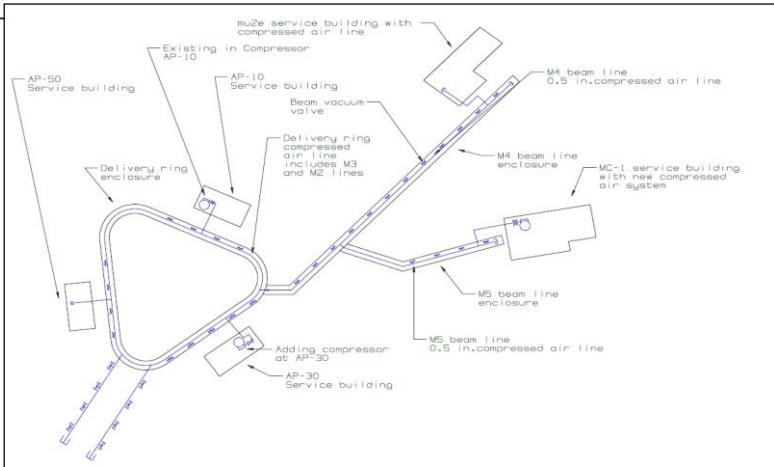 mu2e service building with
compressed air line
Existing in Compressor
AP-10
AP-50
Service building
AP-10
Service building
M4 beam line
0.5 in.compressed air line
Beam vacuum
valve
Delivery ring
compressed
air line
includes M3
and M2 lines
M4 beam line
enclosure
MC-1 service building
with new compressed
air system
Delivery ring
enclosure
M5 beam line
enclosure
M5 beam line
0.5 in.compressed air line
Adding compressor
at AP-30
AP-30
Service building